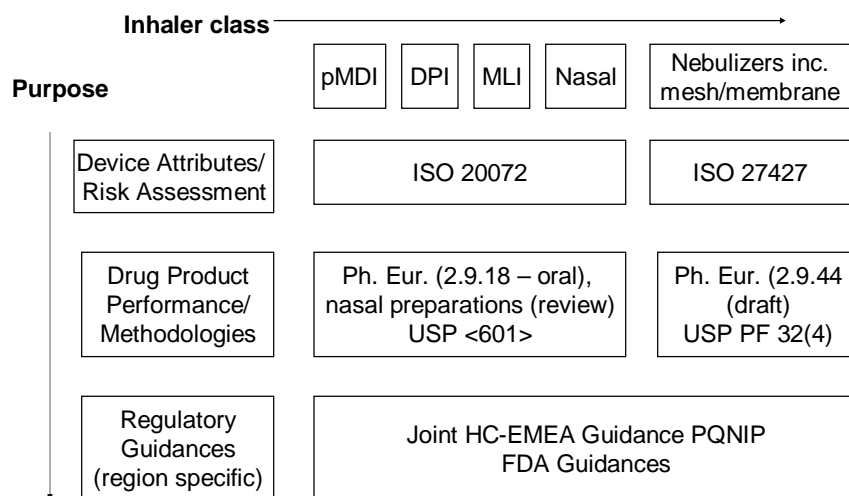 Inhaler class
Purpose
pMDI
DPI
MLI
Nasal
Nebulizers inc.
mesh/membrane
Device Attributes/
Risk Assessment
ISO 20072
ISO 27427
Drug Product
Performance/
Methodologies
Ph. Eur. (2.9.18 – oral),
nasal preparations (review)
USP <601>
Ph. Eur. (2.9.44
(draft)
USP PF 32(4)
Regulatory
Guidances
(region specific)
Joint HC-EMEA Guidance PQNIP
FDA Guidances